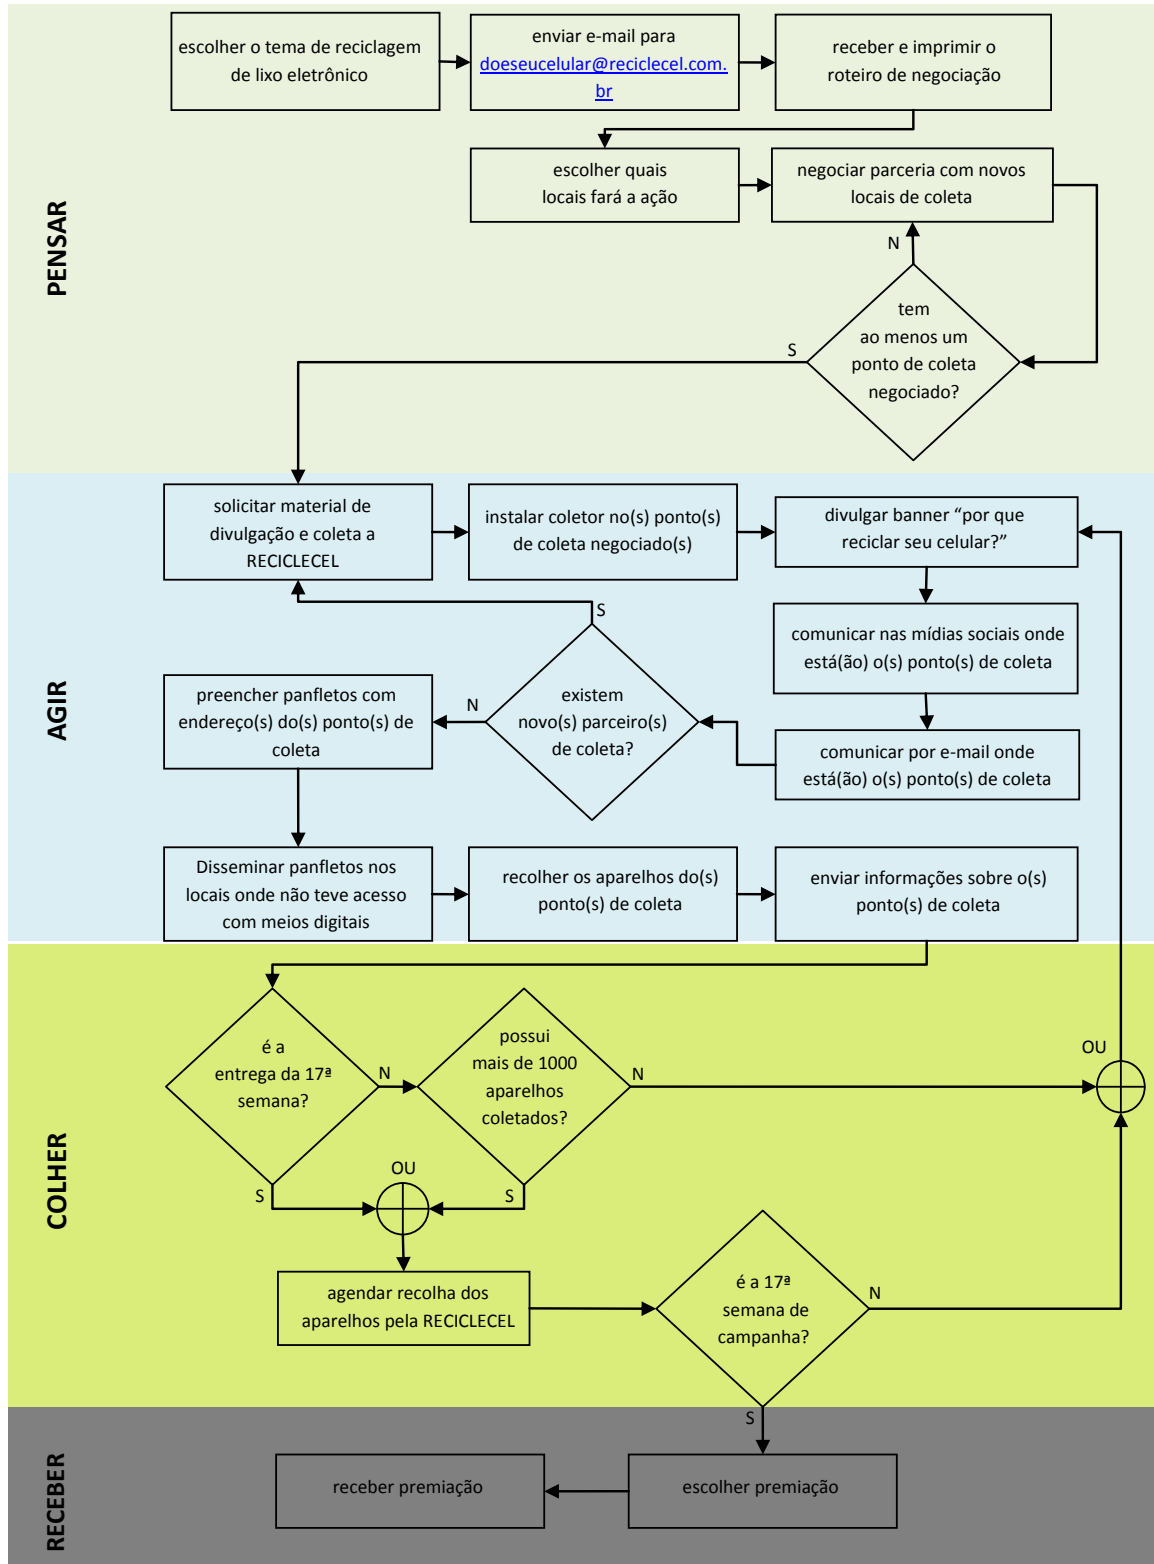 PENSAR
escolher o tema de reciclagem
de lixo eletrônico
enviar e-mail para
doeseucelular@reciclecel.com.
br
receber e imprimir o
roteiro de negociação
escolher quais
locais fará a ação
negociar parceria com novos
locais de coleta
N
tem
ao menos um
ponto de coleta
negociado?
S
AGIR
solicitar material de
divulgação e coleta a
RECICLECEL
instalar coletor no(s) ponto(s)
de coleta negociado(s)
divulgar banner “por que
reciclar seu celular?”
comunicar nas mídias sociais onde
está(ão) o(s) ponto(s) de coleta
comunicar por e-mail onde
está(ão) o(s) ponto(s) de coleta
S
existem
novo(s) parceiro(s)
de coleta?
N
preencher panfletos com
endereço(s) do(s) ponto(s) de
coleta
Disseminar panfletos nos
locais onde não teve acesso
com meios digitais
recolher os aparelhos do(s)
ponto(s) de coleta
enviar informações sobre o(s)
ponto(s) de coleta
COLHER
é a
entrega da 17ª
semana?
N
S
possui
mais de 1000
aparelhos
coletados?
N
S
OU
OU
agendar recolha dos
aparelhos pela RECICLECEL
é a 17ª
semana de
campanha?
N
S
RECEBER
escolher premiação
receber premiação